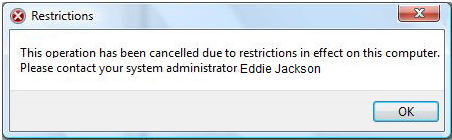 Restrictions
This operation has been cancelled due to restrictions in effect on this computer.
Please contact your system administrator Eddie Jackson
OK